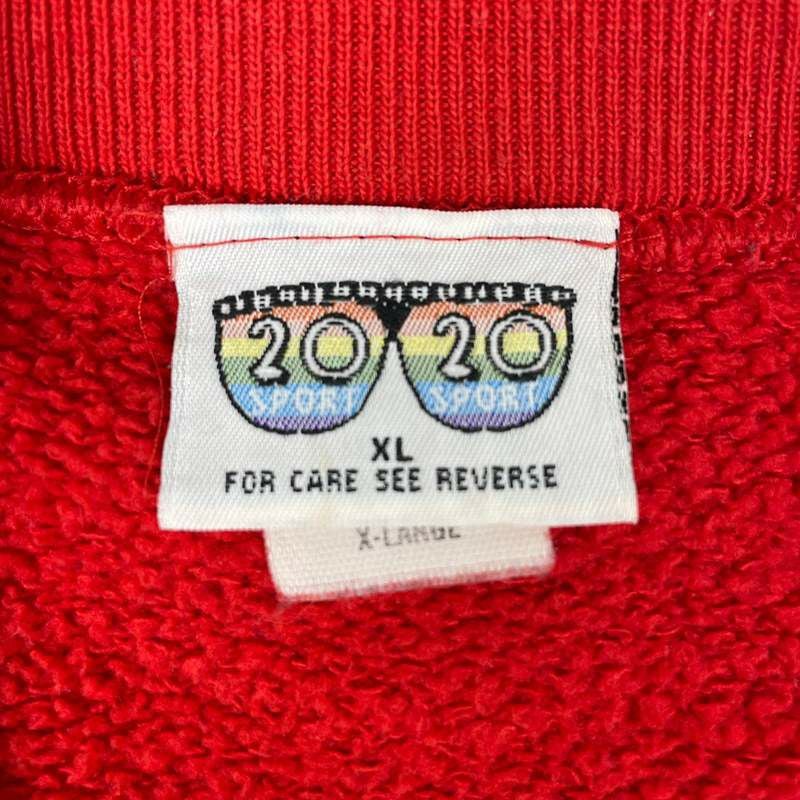 20 20
SPORT SPORT
XL
FOR CARE SEE REVERSE
X-LARGE